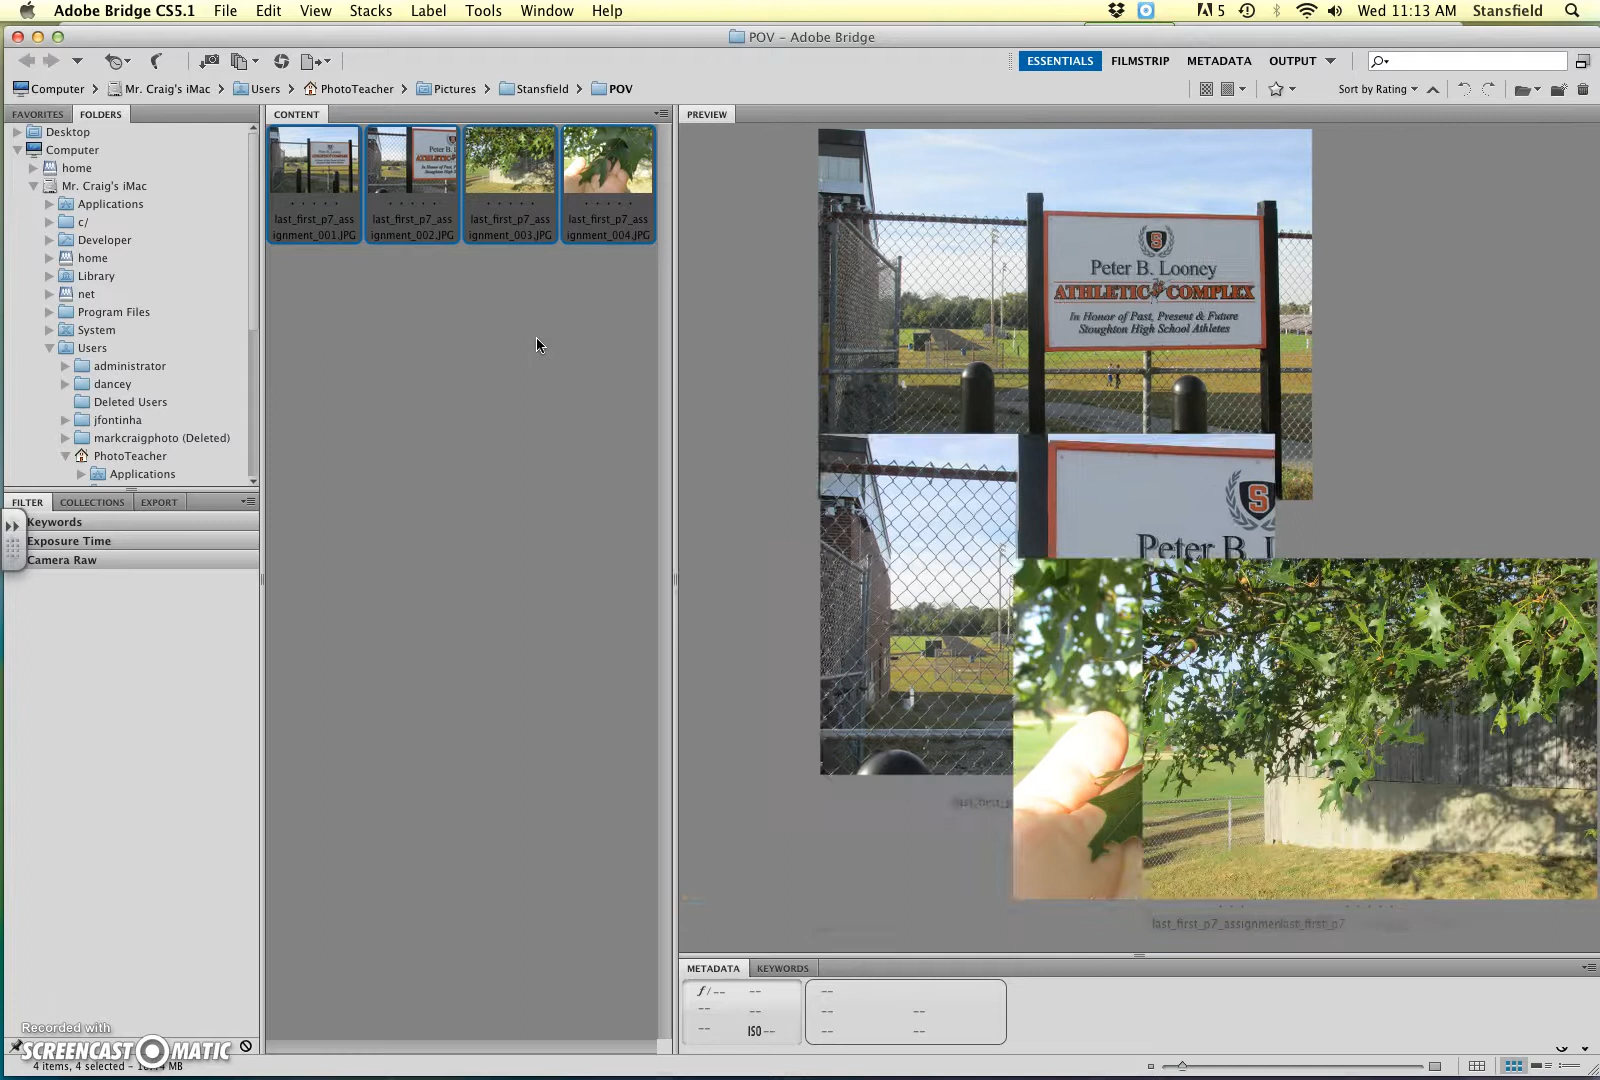 Adobe Bridge CS5.1 File Edit View Stacks Label Tools Window Help 5 Wed 11:13 AM Stansfield
POV – Adobe Bridge
ESSENTIALS FILMSTRIP METADATA OUTPUT
Computer Mr. Craig's iMac Users PhotoTeacher Pictures Stansfield POV Sort by Rating
FAVORITES FOLDERS
Desktop
Computer
home
Mr. Craig's iMac
Applications
c/
Developer
home
Library
net
Program Files
System
Users
administrator
dancey
Deleted Users
jfontinha
markcraigphoto (Deleted)
PhotoTeacher
Applications
FILTER COLLECTIONS EXPORT
Keywords
Exposure Time
Camera Raw
Recorded with
SCREENCAST-O-MATIC
4 items, 4 selected –
CONTENT
last_first_p7_ass
ignment_001.JPG
last_first_p7_ass
ignment_002.JPG
last_first_p7_ass
ignment_003.JPG
last_first_p7_ass
ignment_004.JPG
PREVIEW
S
Peter B. Looney
ATHLETIC COMPLEX
In Honor of Past, Present & Future
Stoughton High School Athletes
S
Peter B. L
last_first_p7_assignmen
last_first_p7
METADATA KEYWORDS
f/-- -- --
-- -- -- --
-- ISO -- -- --